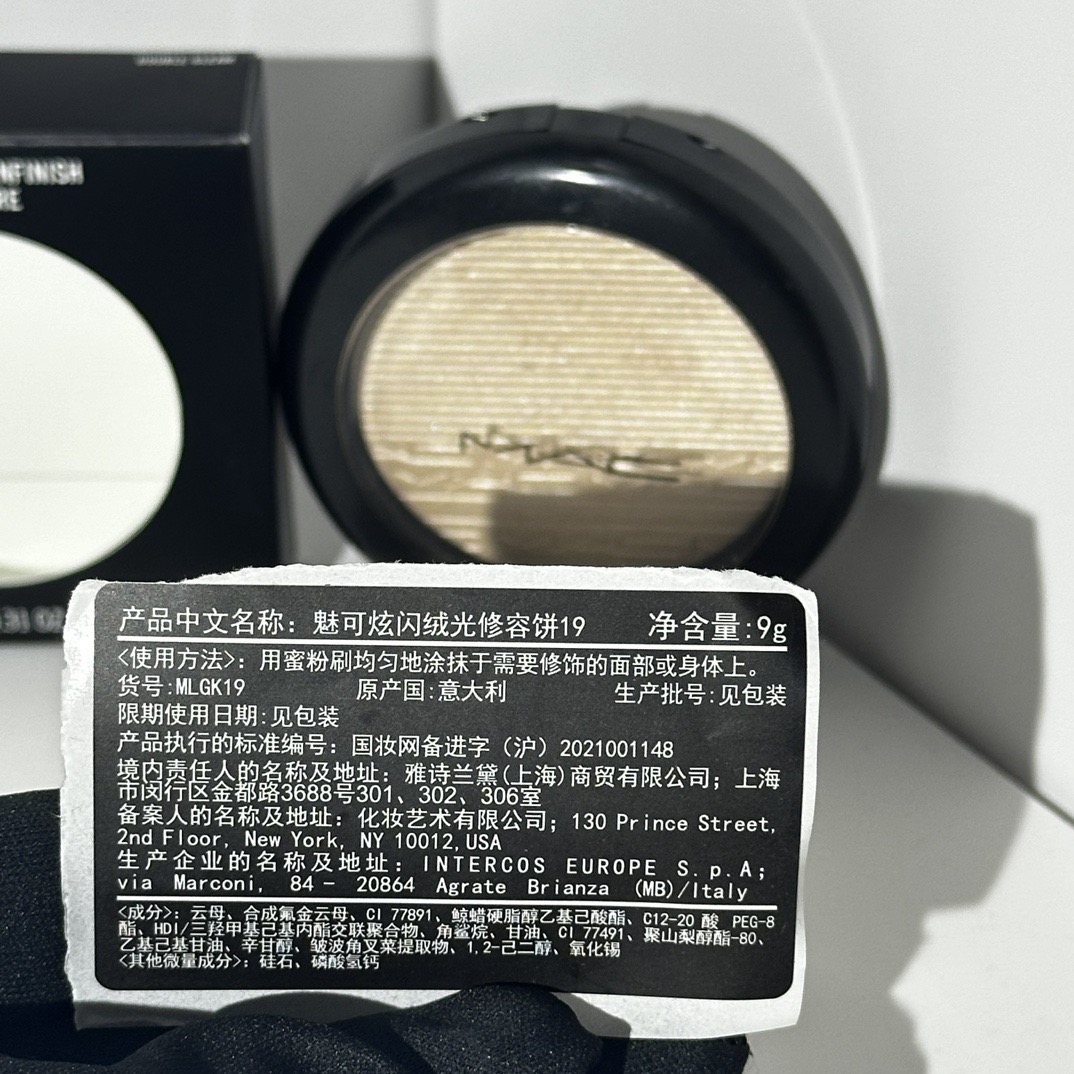 NFINISH
RE
.31 OZ
MAC
产品中文名称：魅可炫闪绒光修容饼19 净含量:9g
<使用方法>：用蜜粉刷均匀地涂抹于需要修饰的面部或身体上。
货号:MLGK19 原产国:意大利 生产批号:见包装
限期使用日期:见包装
产品执行的标准编号：国妆网备进字（沪）2021001148
境内责任人的名称及地址：雅诗兰黛(上海)商贸有限公司；上海
市闵行区金都路3688号301、302、306室
备案人的名称及地址：化妆艺术有限公司；130 Prince Street,
2nd Floor, New York, NY 10012,USA
生产企业的名称及地址：INTERCOS EUROPE S.p.A；
via Marconi, 84- 20864 Agrate Brianza (MB)/Italy
<成分>：云母、合成氟金云母、CI 77891、鲸蜡硬脂醇乙基己酸酯、C12-20 酸 PEG-8
酯、HDI/三羟甲基己基内酯交联聚合物、角鲨烷、甘油、CI 77491、聚山梨醇酯-80、
乙基己基甘油、辛甘醇、皱波角叉菜提取物、1,2-己二醇、氧化锡
<其他微量成分>：硅石、磷酸氢钙